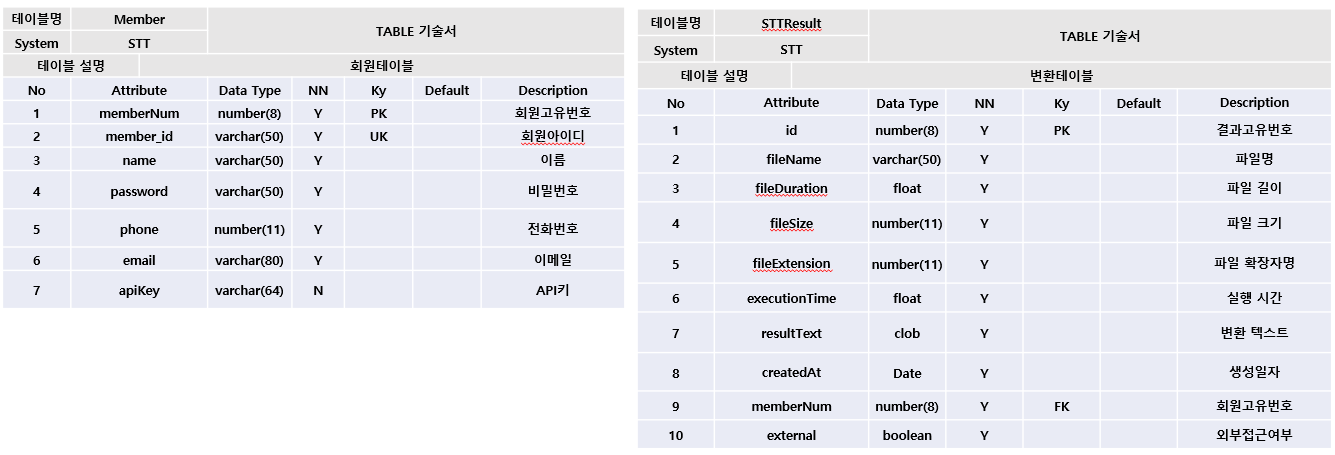 테이블명 Member TABLE 기술서
System STT
테이블 설명 회원테이블
No Attribute Data Type NN Ky Default Description
1 memberNum number(8) Y PK 회원고유번호
2 member_id varchar(50) Y UK 회원아이디
3 name varchar(50) Y 이름
4 password varchar(50) Y 비밀번호
5 phone number(11) Y 전화번호
6 email varchar(80) Y 이메일
7 apiKey varchar(64) N API키
테이블명 STTResult TABLE 기술서
System STT
테이블 설명 변환테이블
No Attribute Data Type NN Ky Default Description
1 id number(8) Y PK 결과고유번호
2 fileName varchar(50) Y 파일명
3 fileDuration float Y 파일 길이
4 fileSize number(11) Y 파일 크기
5 fileExtension number(11) Y 파일 확장자명
6 executionTime float Y 실행 시간
7 resultText clob Y 변환 텍스트
8 createdAt Date Y 생성일자
9 memberNum number(8) Y FK 회원고유번호
10 external boolean Y 외부접근여부